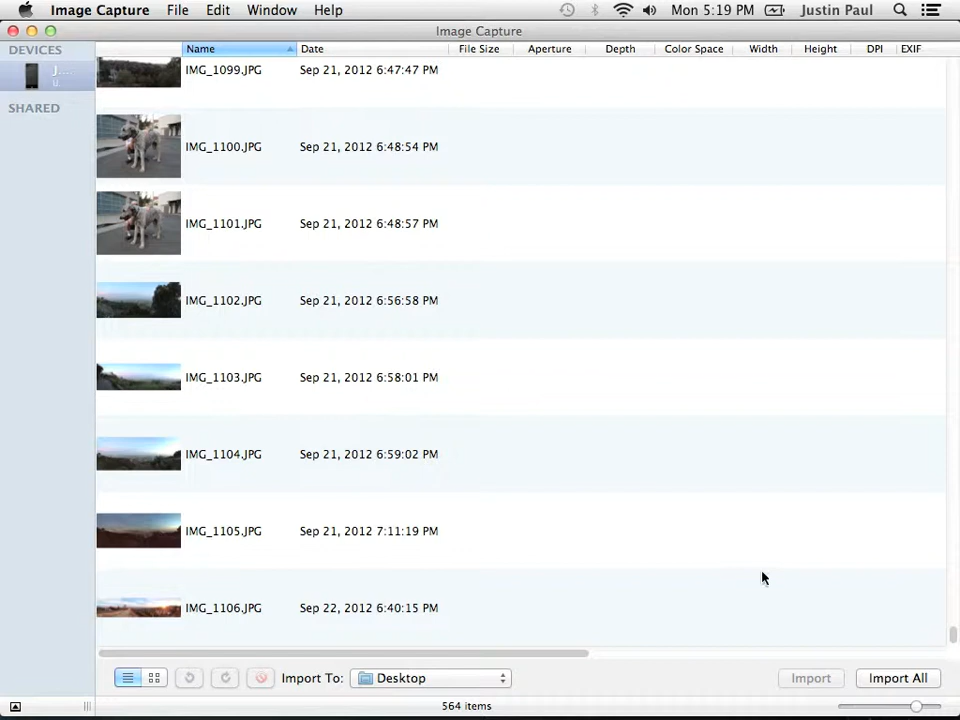 Image Capture File Edit Window Help Mon 5:19 PM Justin Paul
Image Capture
DEVICES Name Date File Size Aperture Depth Color Space Width Height DPI EXIF
J...
SHARED
IMG_1099.JPG Sep 21, 2012 6:47:47 PM
IMG_1100.JPG Sep 21, 2012 6:48:54 PM
IMG_1101.JPG Sep 21, 2012 6:48:57 PM
IMG_1102.JPG Sep 21, 2012 6:56:58 PM
IMG_1103.JPG Sep 21, 2012 6:58:01 PM
IMG_1104.JPG Sep 21, 2012 6:59:02 PM
IMG_1105.JPG Sep 21, 2012 7:11:19 PM
IMG_1106.JPG Sep 22, 2012 6:40:15 PM
Import To: Desktop Import Import All
564 items